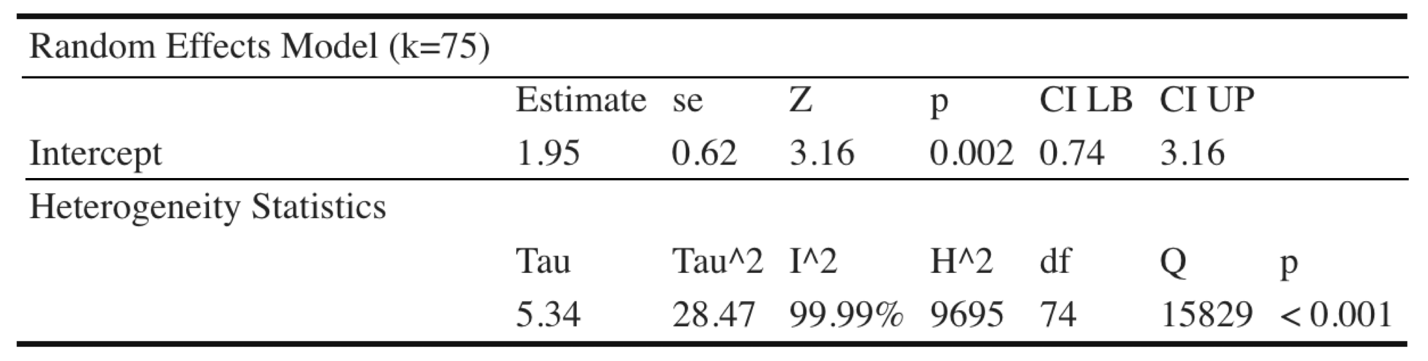 Random Effects Model (k=75)
Estimate se Z p CI LB CI UP
Intercept 1.95 0.62 3.16 0.002 0.74 3.16
Heterogeneity Statistics
Tau Tau^2 I^2 H^2 df Q p
5.34 28.47 99.99% 9695 74 15829 < 0.001